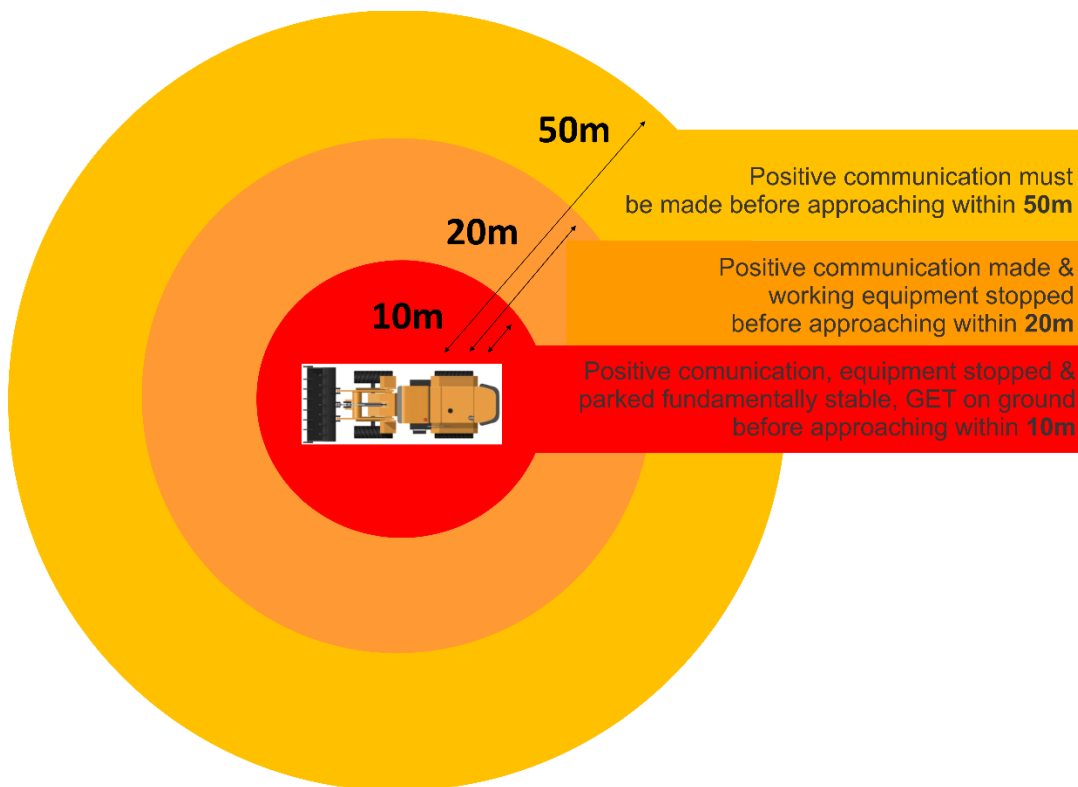 50m
Positive communication must
be made before approaching within 50m
20m
Positive communication made &
working equipment stopped
before approaching within 20m
10m
Positive comunication, equipment stopped &
parked fundamentally stable, GET on ground
before approaching within 10m